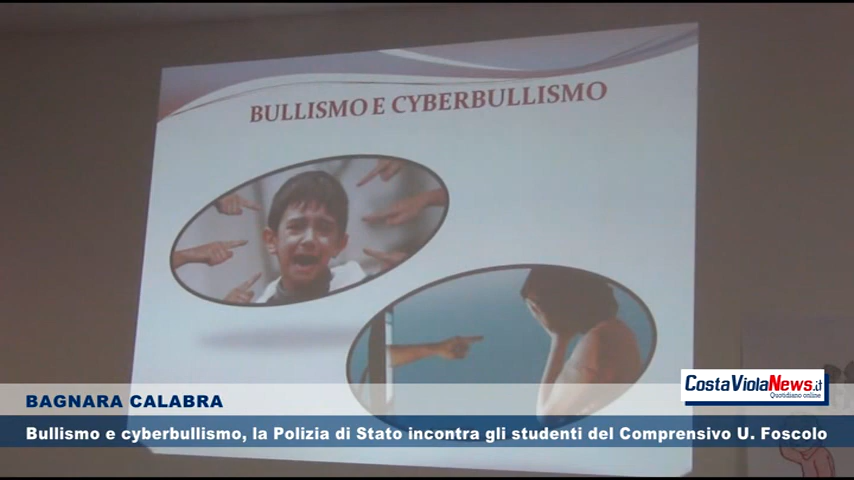 BULLISMO E CYBERBULLISMO
CostaViolaNews.it
Quotidiano online
BAGNARA CALABRA
Bullismo e cyberbullismo, la Polizia di Stato incontra gli studenti del Comprensivo U. Foscolo